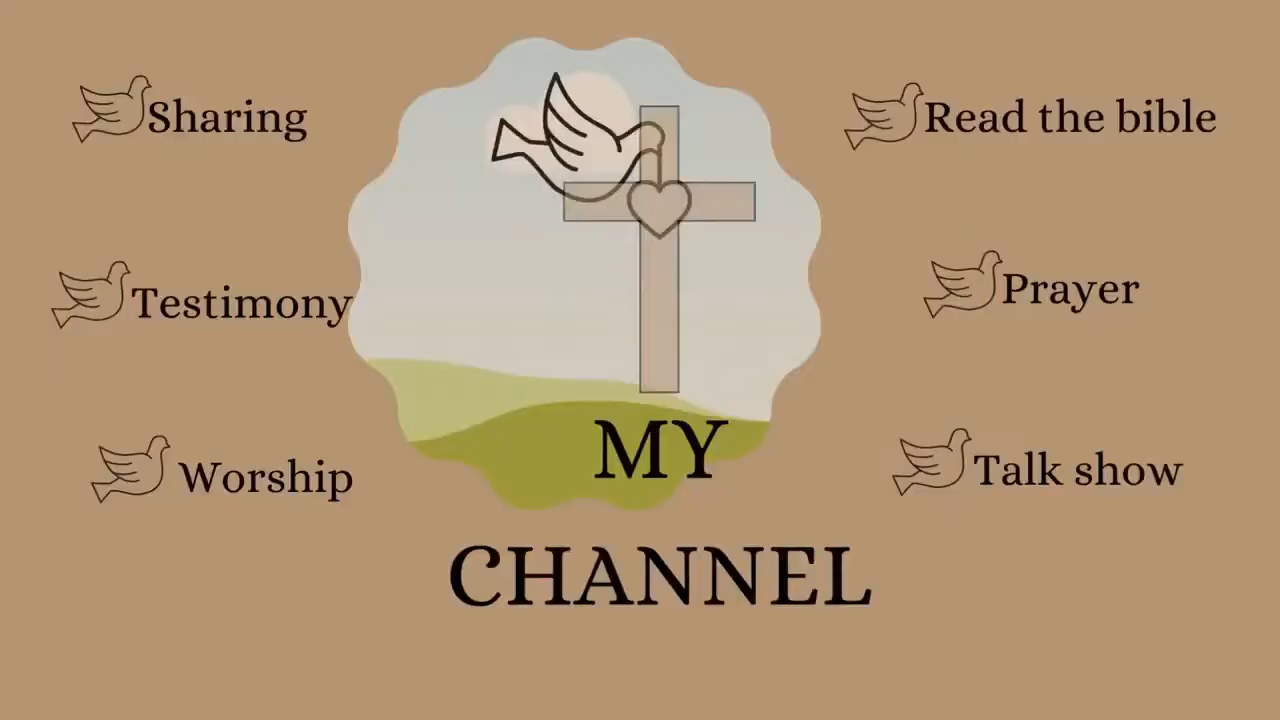 Sharing
Testimony
Worship
Read the bible
Prayer
Talk show
MY
CHANNEL